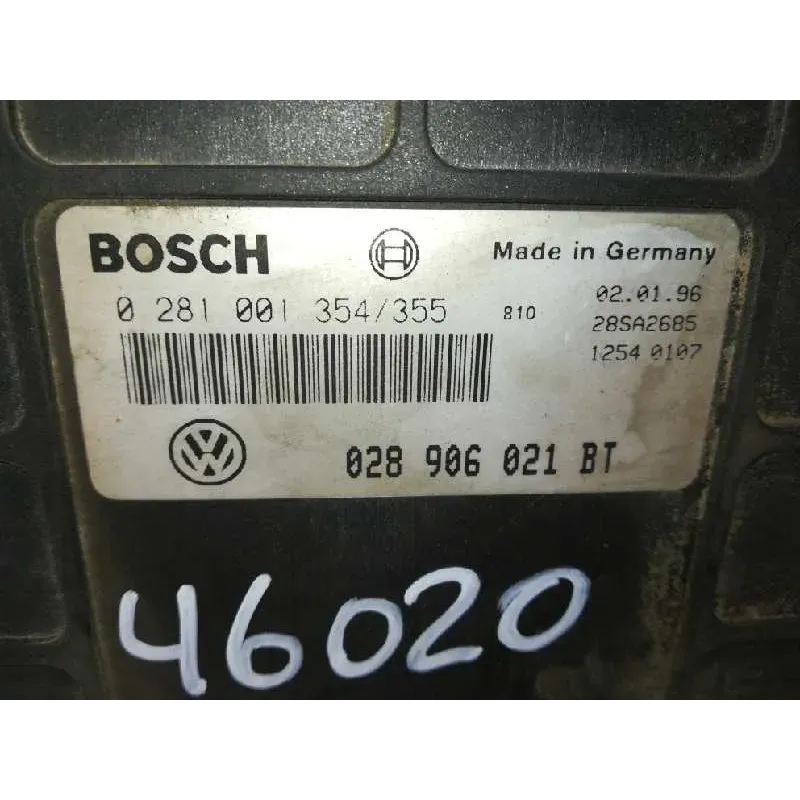 BOSCH
Made in Germany
0 281 001 354/355
810
02.01.96
28SA2685
1254 0107
028 906 021 BT
46020